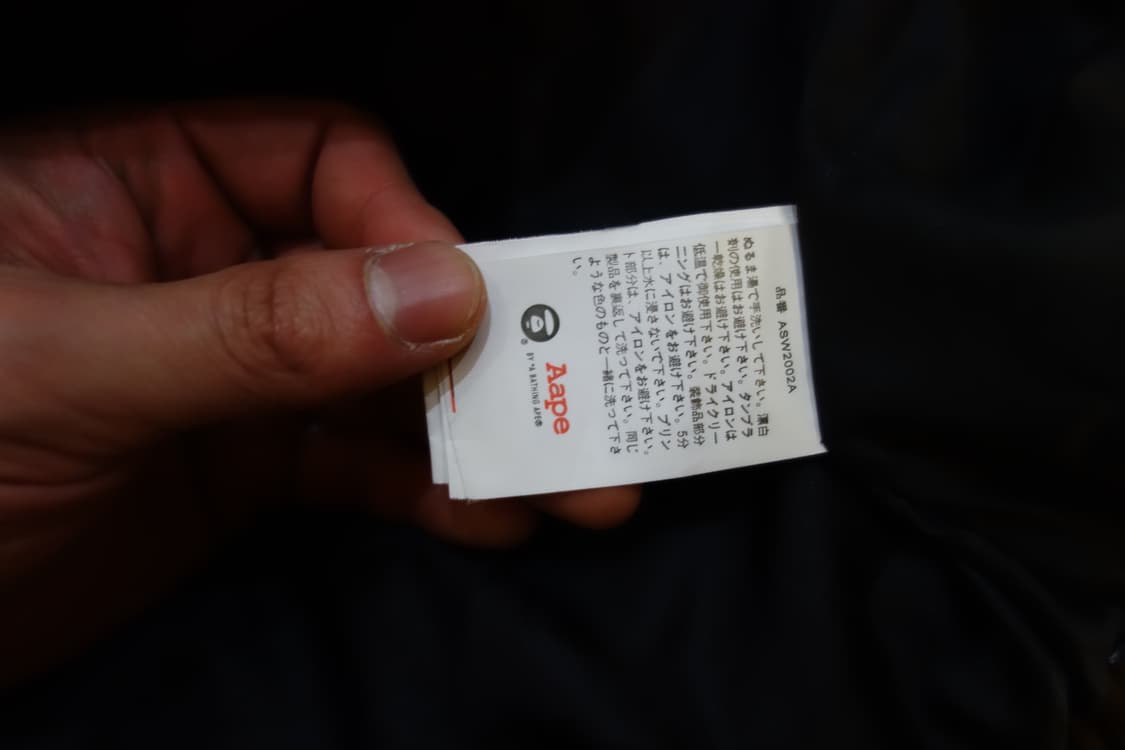 品番 ASW2002A
ぬるま湯で手洗いして下さい。漂白
剤の使用はお避け下さい。タンブラ
ー乾燥はお避け下さい。アイロンは
低温で御使用下さい。ドライクリー
ニングはお避け下さい。装飾品部分
は、アイロンをお避け下さい。5分
以上水に浸さないで下さい。プリン
ト部分は、アイロンをお避け下さい。
製品を裏返して洗って下さい。同じ
ような色のものと一緒に洗って下さ
い。
Aape
BY *A BATHING APE®